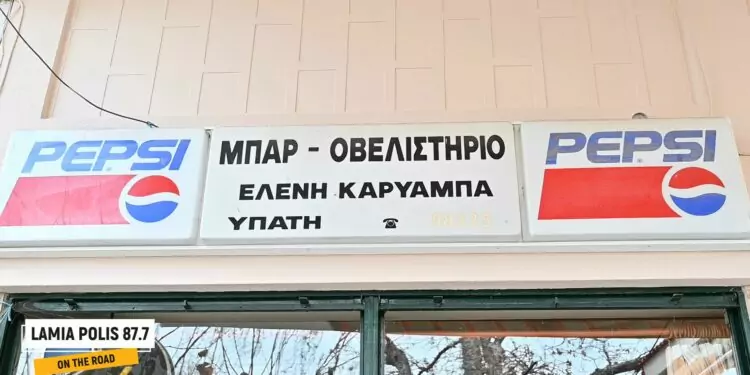 PEPSI
ΜΠΑΡ - ΟΒΕΛΙΣΤΗΡΙΟ
ΕΛΕΝΗ ΚΑΡΥΑΜΠΑ
ΥΠΑΤΗ ☎
PEPSI
LAMIA POLIS 87.7
ON THE ROAD